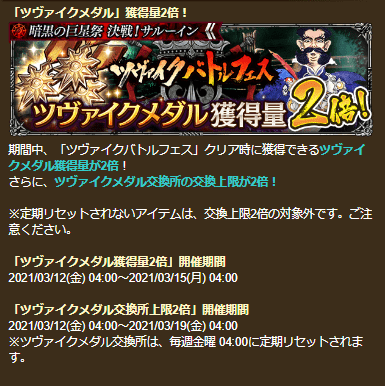 「ツヴァイクメダル」獲得量2倍！
暗黒の巨星祭 決戦！サルーイン
ツヴァイクバトルフェス
ツヴァイクメダル獲得量2倍!
期間中、「ツヴァイクバトルフェス」クリア時に獲得できるツヴァイ
クメダル獲得量が2倍！
さらに、ツヴァイクメダル交換所の交換上限が2倍！
※定期リセットされないアイテムは、交換上限2倍の対象外です。ご注
意ください。
「ツヴァイクメダル獲得量2倍」開催期間
2021/03/12(金) 04:00～2021/03/15(月) 04:00
「ツヴァイクメダル交換所上限2倍」開催期間
2021/03/12(金) 04:00～2021/03/19(金) 04:00
※ツヴァイクメダル交換所は、毎週金曜 04:00に定期リセットされま
す。